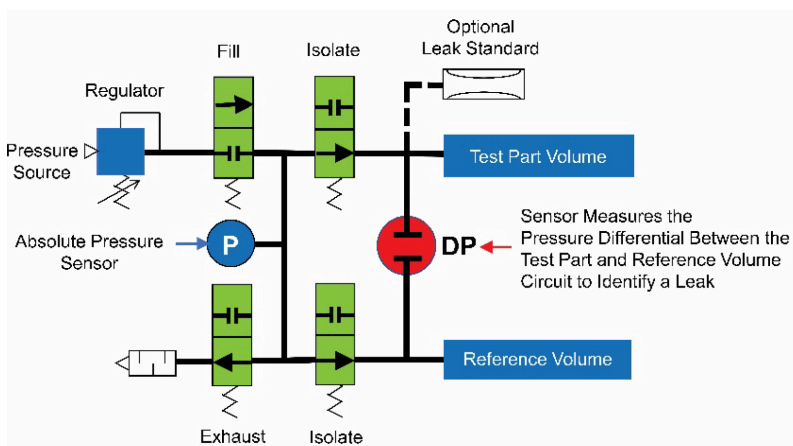 Optional
Leak Standard
Fill
Isolate
Regulator
Pressure
Source
Test Part Volume
Absolute Pressure
Sensor
P
DP
Sensor Measures the
Pressure Differential Between the
Test Part and Reference Volume
Circuit to Identify a Leak
Reference Volume
Exhaust
Isolate